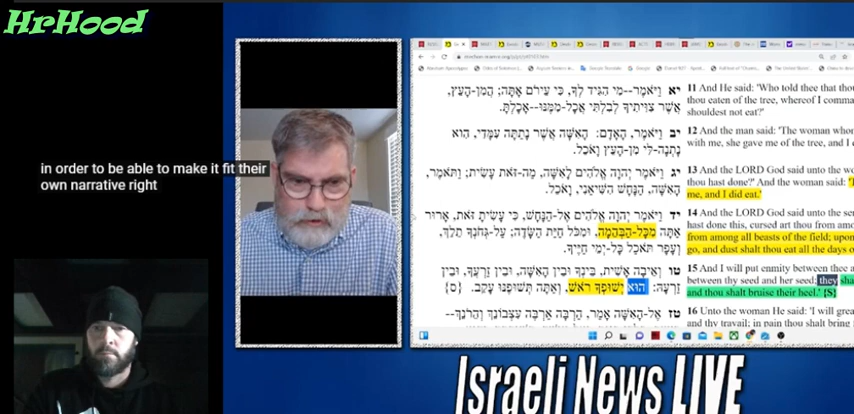 HrHood
in order to be able to make it fit their
own narrative right
יא וַיֹּאמֶר--מִי הִגִּיד לְךָ, כִּי עֵירֹם אָתָּה; הֲמִן-הָעֵץ,
אֲשֶׁר צִוִּיתִיךָ לְבִלְתִּי אֲכָל-מִמֶּנּוּ--אָכָלְתָּ.
יב וַיֹּאמֶר, הָאָדָם: הָאִשָּׁה אֲשֶׁר נָתַתָּה עִמָּדִי, הִוא
נָתְנָה-לִּי מִן-הָעֵץ וָאֹכֵל.
יג וַיֹּאמֶר יְהוָה אֱלֹהִים לָאִשָּׁה, מַה-זֹּאת עָשִׂית; וַתֹּאמֶר,
הָאִשָּׁה, הַנָּחָשׁ הִשִּׁיאַנִי, וָאֹכֵל.
יד וַיֹּאמֶר יְהוָה אֱלֹהִים אֶל-הַנָּחָשׁ, כִּי עָשִׂיתָ זֹּאת, אָרוּר
אַתָּה מִכָּל-הַבְּהֵמָה, וּמִכֹּל חַיַּת הַשָּׂדֶה; עַל-גְּחֹנְךָ תֵלֵךְ,
וְעָפָר תֹּאכַל כָּל-יְמֵי חַיֶּיךָ.
טו וְאֵיבָה אָשִׁית, בֵּינְךָ וּבֵין הָאִשָּׁה, וּבֵין זַרְעֲךָ, וּבֵין
זַרְעָהּ: הוּא יְשׁוּפְךָ רֹאשׁ, וְאַתָּה תְּשׁוּפֶנּוּ עָקֵב. {ס}
טז אֶל-הָאִשָּׁה אָמַר, הַרְבָּה אַרְבֶּה עִצְּבוֹנֵךְ וְהֵרֹנֵךְ--
11 And He said: 'Who told thee that thou
thou eaten of the tree, whereof I comma
shouldest not eat?'
12 And the man said: 'The woman whom
with me, she gave me of the tree, and I
13 And the LORD God said unto the wo
thou hast done?' And the woman said:
me, and I did eat.'
14 And the LORD God said unto the ser
hast done this, cursed art thou from amo
from among all beasts of the field; upon
go, and dust shalt thou eat all the days o
15 And I will put enmity between thee a
between thy seed and her seed; they sha
and thou shalt bruise their heel.' {S}
16 Unto the woman He said: 'I will grea
and thy travail; in pain thou shalt bring
Israeli News LIVE